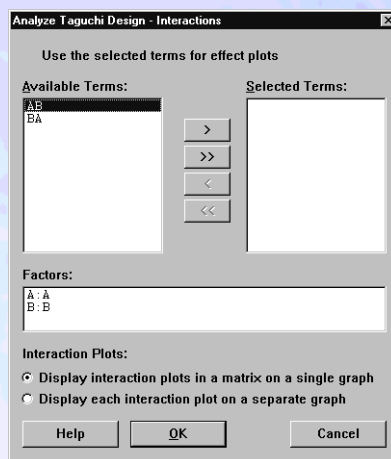 Analyze Taguchi Design - Interactions
Use the selected terms for effect plots
Available Terms:
Selected Terms:
AB
BA
>
>>
<
<<
Factors:
A:A
B:B
Interaction Plots:
Display interaction plots in a matrix on a single graph
Display each interaction plot on a separate graph
Help
OK
Cancel